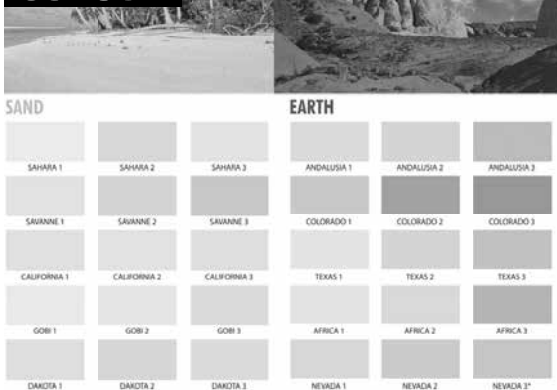 SAND
EARTH
SAHARA 1 SAHARA 2 SAHARA 3 ANDALUSIA 1 ANDALUSIA 2 ANDALUSIA 3
SAVANNE 1 SAVANNE 2 SAVANNE 3 COLORADO 1 COLORADO 2 COLORADO 3
CALIFORNIA 1 CALIFORNIA 2 CALIFORNIA 3 TEXAS 1 TEXAS 2 TEXAS 3
GOBI 1 GOBI 2 GOBI 3 AFRICA 1 AFRICA 2 AFRICA 3
DAKOTA 1 DAKOTA 2 DAKOTA 3 NEVADA 1 NEVADA 2 NEVADA 3*